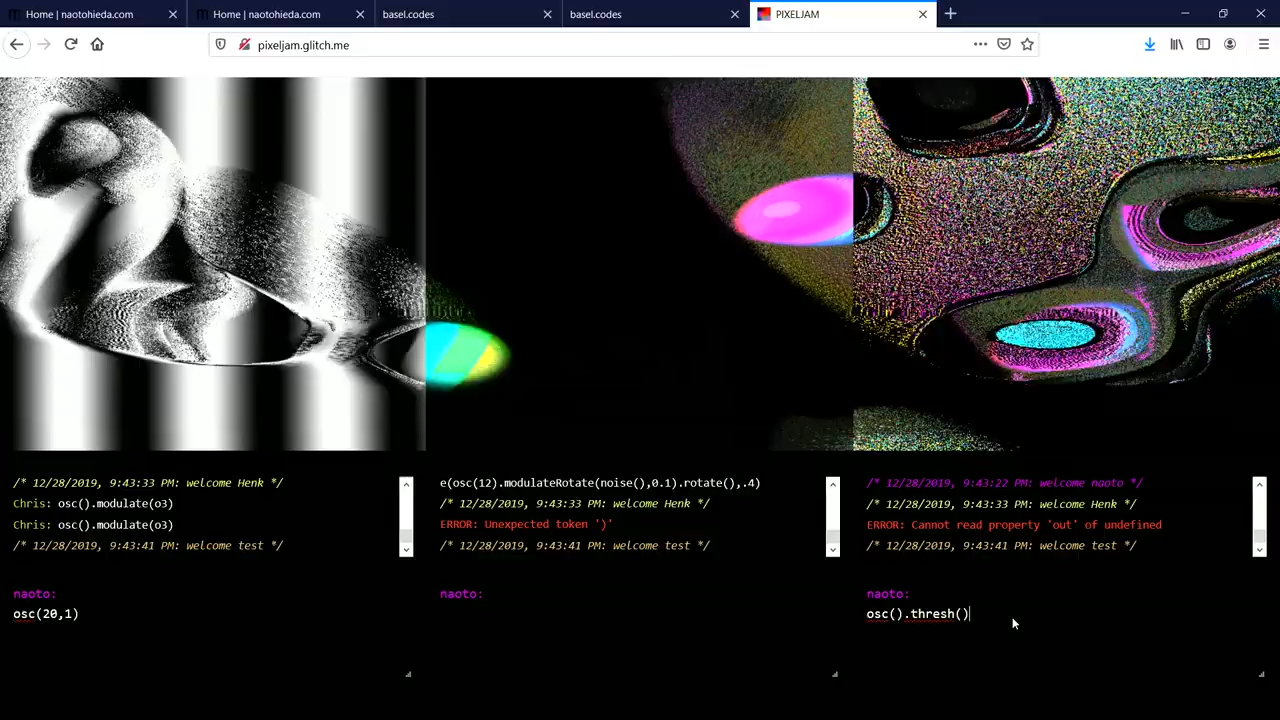 Home | naotohieda.com
Home | naotohieda.com
basel.codes
basel.codes
PIXELJAM
pixeljam.glitch.me
/* 12/28/2019, 9:43:33 PM: welcome Henk */
Chris: osc().modulate(o3)
Chris: osc().modulate(o3)
/* 12/28/2019, 9:43:41 PM: welcome test */
naoto:
osc(20,1)
e(osc(12).modulateRotate(noise(),0.1).rotate(),.4)
/* 12/28/2019, 9:43:33 PM: welcome Henk */
ERROR: Unexpected token ')'
/* 12/28/2019, 9:43:41 PM: welcome test */
naoto:
/* 12/28/2019, 9:43:22 PM: welcome naoto */
/* 12/28/2019, 9:43:33 PM: welcome Henk */
ERROR: Cannot read property 'out' of undefined
/* 12/28/2019, 9:43:41 PM: welcome test */
naoto:
osc().thresh()